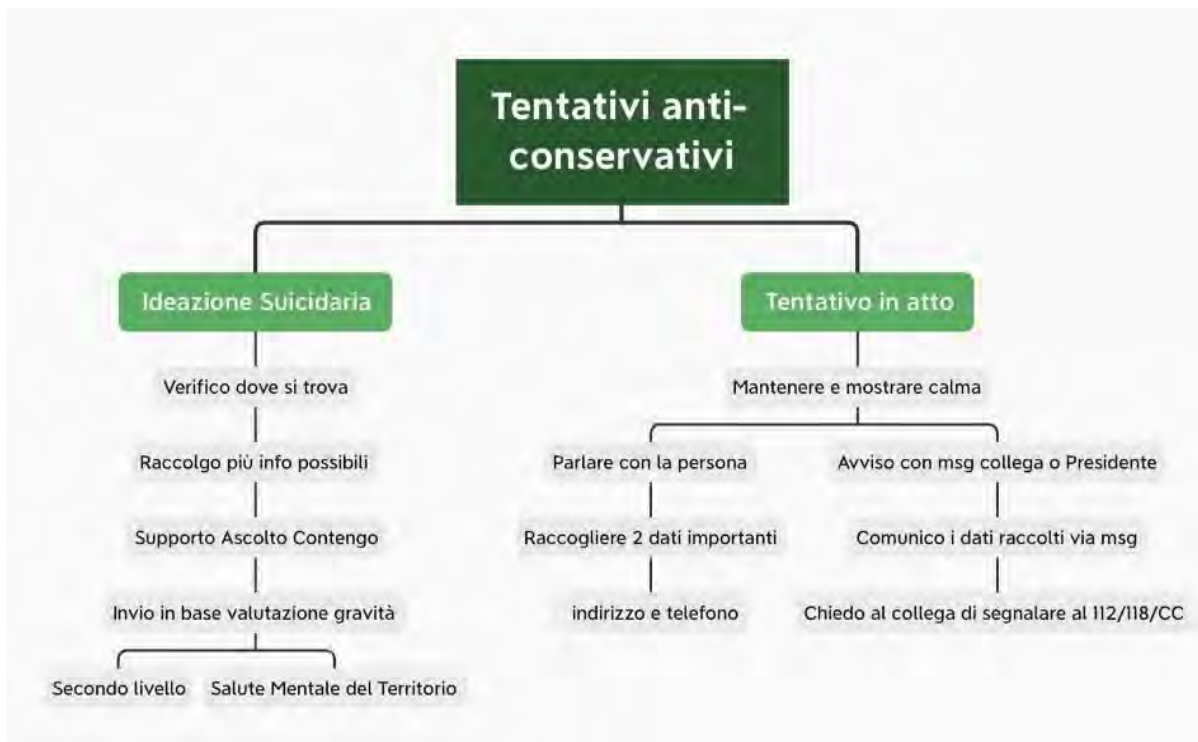 Tentativi anti-
conservativi
Ideazione Suicidaria
Tentativo in atto
Verifico dove si trova
Mantenere e mostrare calma
Raccolgo più info possibili
Parlare con la persona
Avviso con msg collega o Presidente
Supporto Ascolto Contengo
Raccogliere 2 dati importanti
Comunico i dati raccolti via msg
Invio in base valutazione gravità
indirizzo e telefono
Chiedo al collega di segnalare al 112/118/CC
Secondo livello
Salute Mentale del Territorio